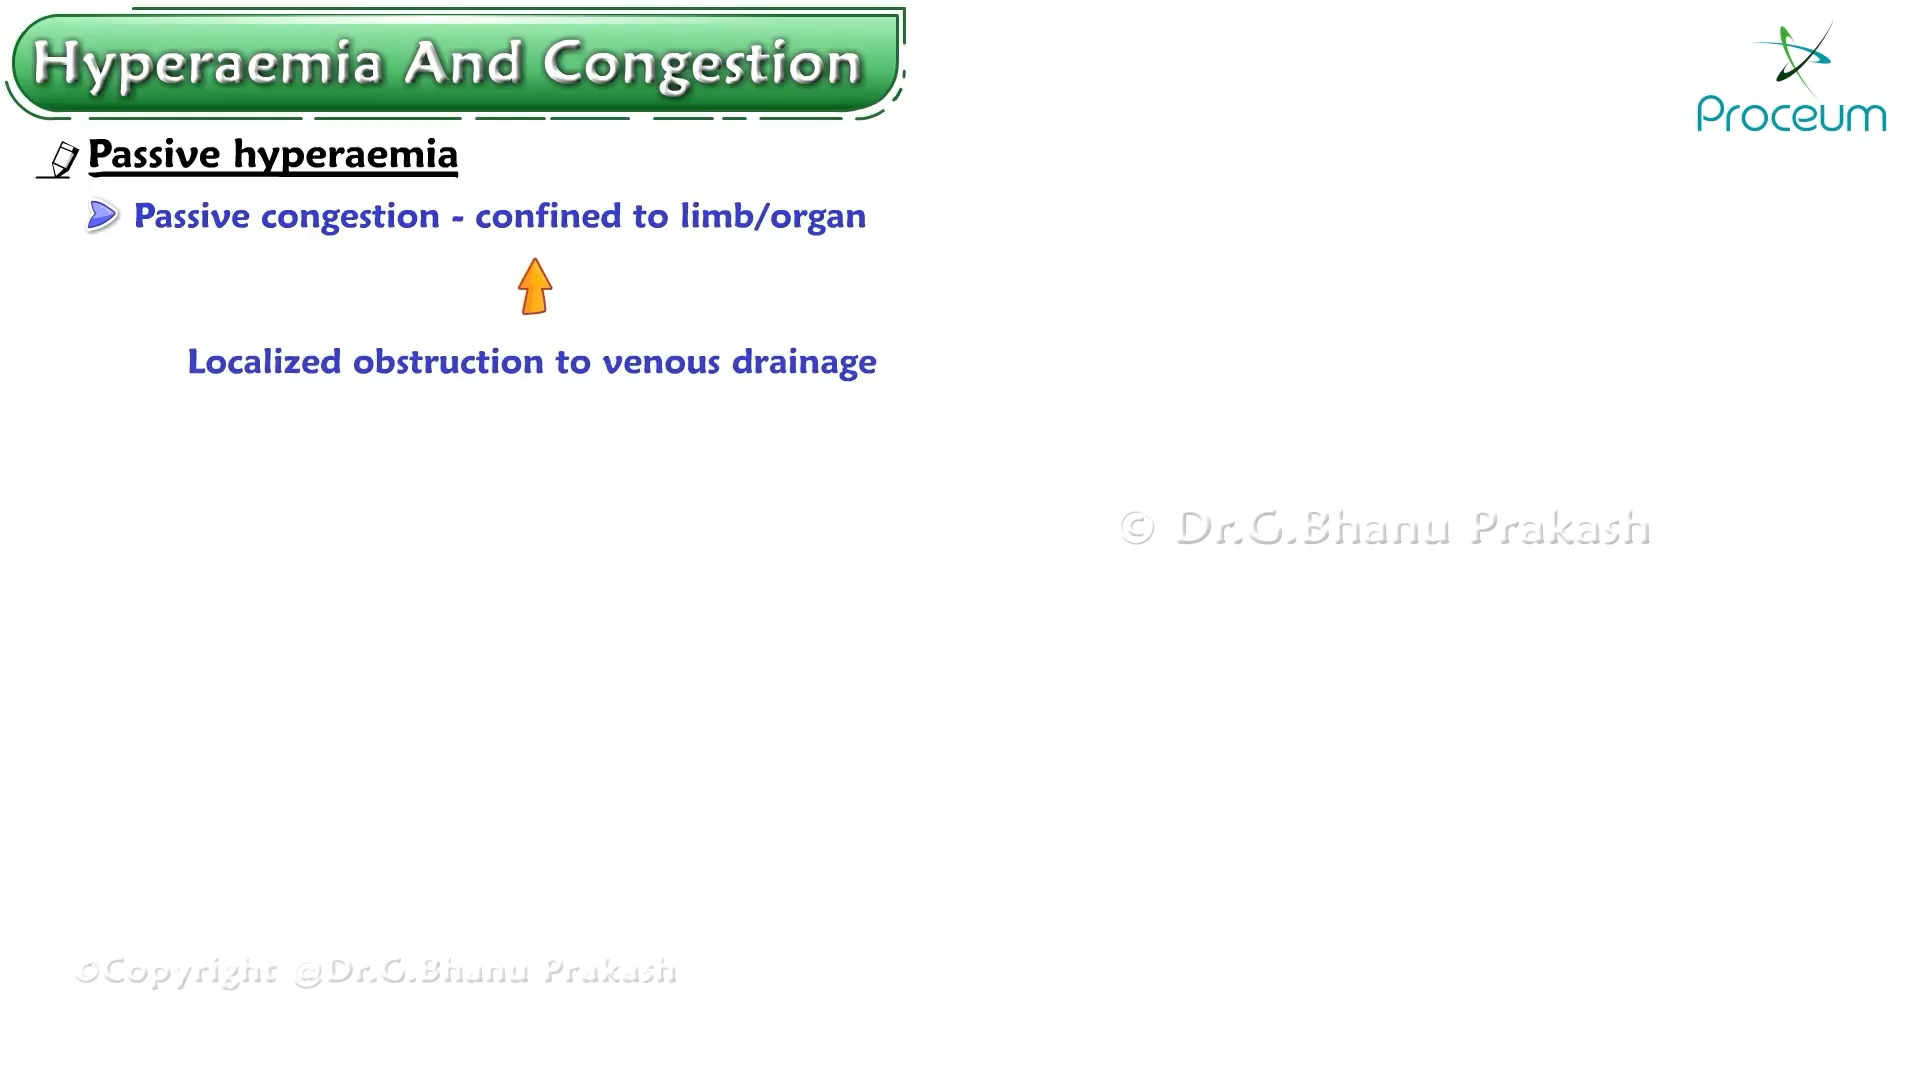 Hyperaemia And Congestion
Proceum
Passive hyperaemia
Passive congestion - confined to limb/organ
Localized obstruction to venous drainage
© Dr.G.Bhanu Prakash
©Copyright @Dr.G.Bhanu Prakash